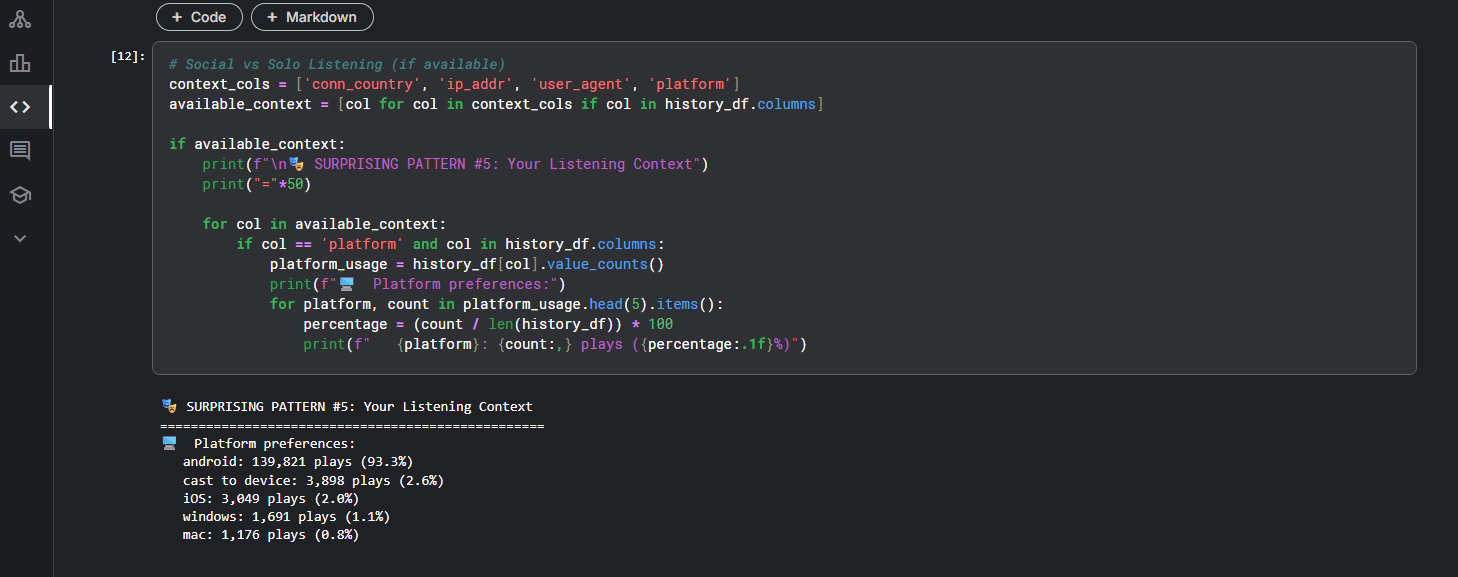 + Code + Markdown
[12]:
# Social vs Solo Listening (if available)
context_cols = ['conn_country', 'ip_addr', 'user_agent', 'platform']
available_context = [col for col in context_cols if col in history_df.columns]
if available_context:
print(f"\n🎭 SURPRISING PATTERN #5: Your Listening Context")
print("="*50)
for col in available_context:
if col == 'platform' and col in history_df.columns:
platform_usage = history_df[col].value_counts()
print(f"🖥️  Platform preferences:")
for platform, count in platform_usage.head(5).items():
percentage = (count / len(history_df)) * 100
print(f"   {platform}: {count:,} plays ({percentage:.1f}%)")
🎭 SURPRISING PATTERN #5: Your Listening Context
==================================================
🖥️  Platform preferences:
android: 139,821 plays (93.3%)
cast to device: 3,898 plays (2.6%)
iOS: 3,049 plays (2.0%)
windows: 1,691 plays (1.1%)
mac: 1,176 plays (0.8%)